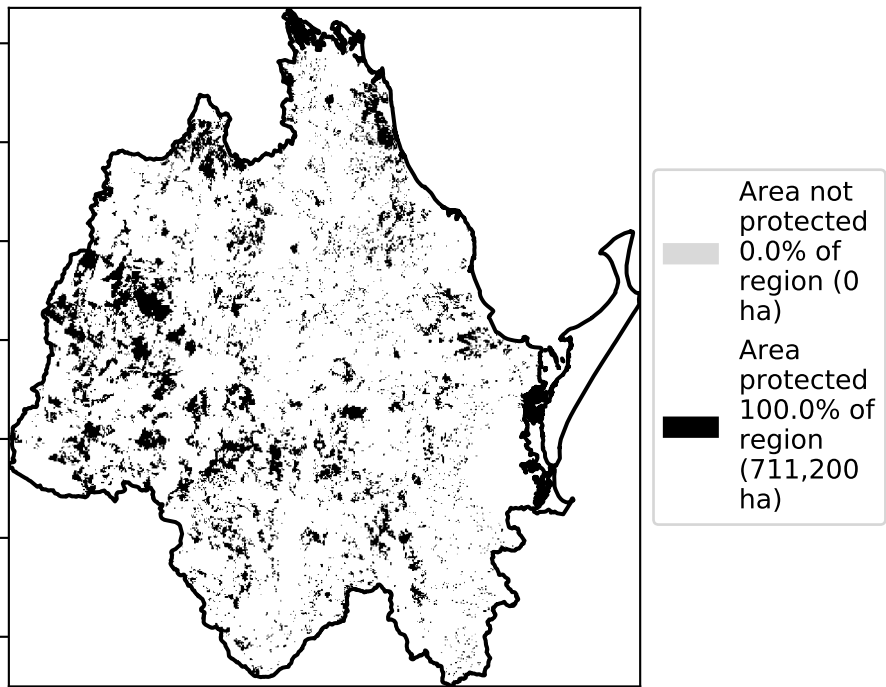 Area not
protected
0.0% of
region (0
ha)
Area
protected
100.0% of
region
(711,200
ha)